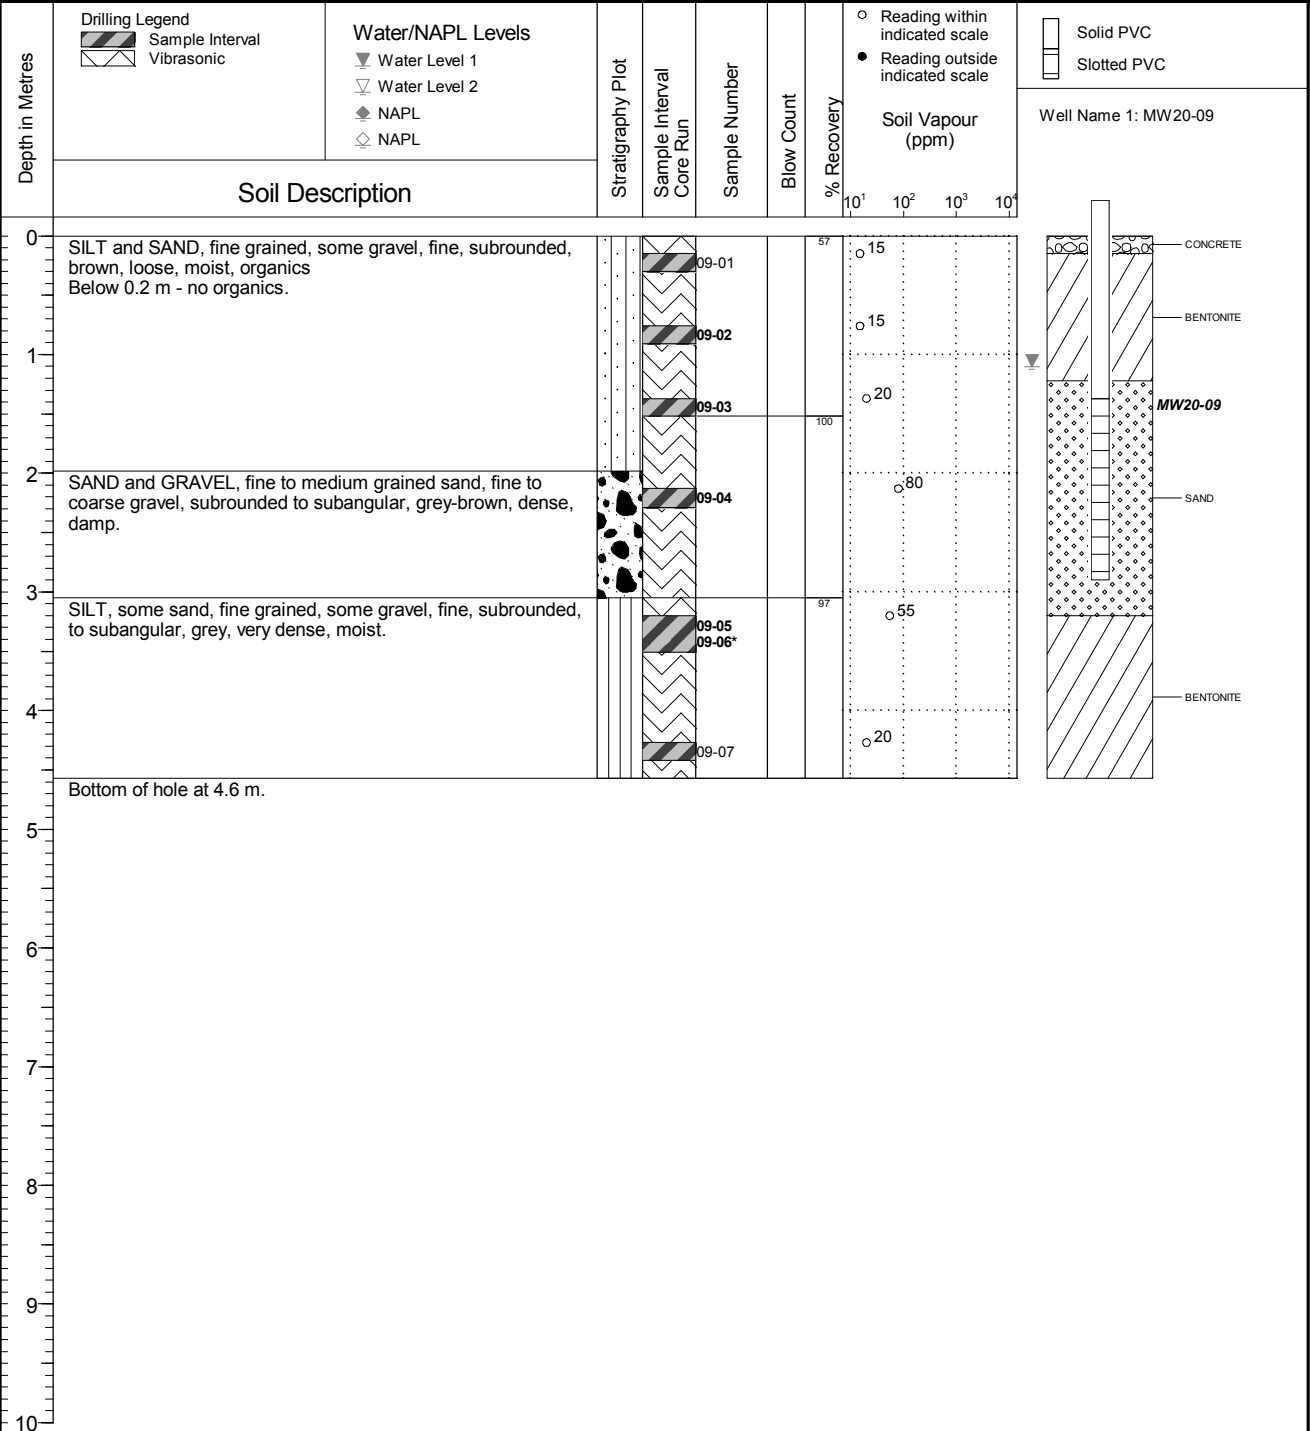 Drilling Legend
Sample Interval
Vibrasonic
Water/NAPL Levels
Water Level 1
Water Level 2
NAPL
NAPL
Depth in Metres
Soil Description
Stratigraphy Plot
Sample Interval
Core Run
Sample Number
Blow Count
% Recovery
Reading within
indicated scale
Reading outside
indicated scale
Soil Vapour
(ppm)
10¹ 10² 10³ 10⁴
Solid PVC
Slotted PVC
Well Name 1: MW20-09
0
SILT and SAND, fine grained, some gravel, fine, subrounded,
brown, loose, moist, organics
Below 0.2 m - no organics.
57
15
09-01
CONCRETE
15
09-02
BENTONITE
1
20
09-03
MW20-09
100
2
SAND and GRAVEL, fine to medium grained sand, fine to
coarse gravel, subrounded to subangular, grey-brown, dense,
damp.
80
09-04
SAND
3
SILT, some sand, fine grained, some gravel, fine, subrounded,
to subangular, grey, very dense, moist.
97
55
09-05
09-06*
BENTONITE
4
20
09-07
Bottom of hole at 4.6 m.
5
6
7
8
9
10